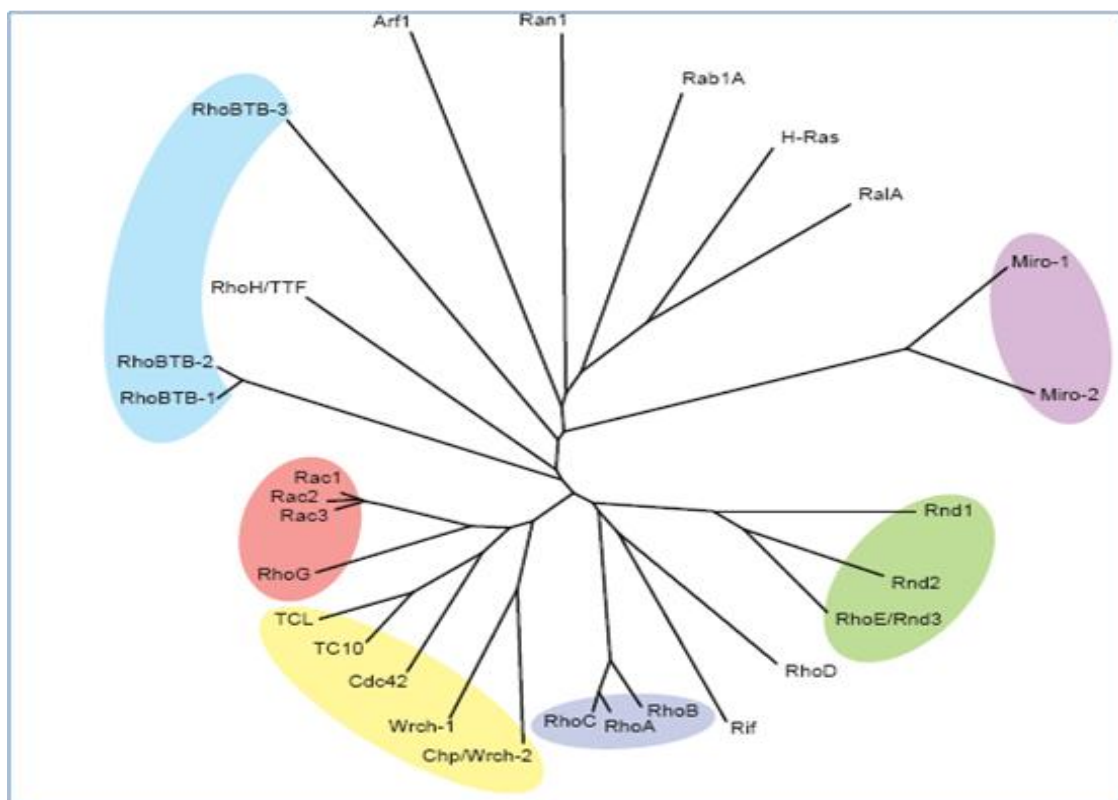 Arf1
Ran1
Rab1A
RhoBTB-3
H-Ras
RalA
Miro-1
RhoH/TTF
RhoBTB-2
Miro-2
RhoBTB-1
Rac1
Rac2
Rac3
Rnd1
RhoG
Rnd2
TCL
RhoE/Rnd3
TC10
RhoD
Cdc42
RhoB
RhoC
RhoA
Wrch-1
Rif
Chp/Wrch-2